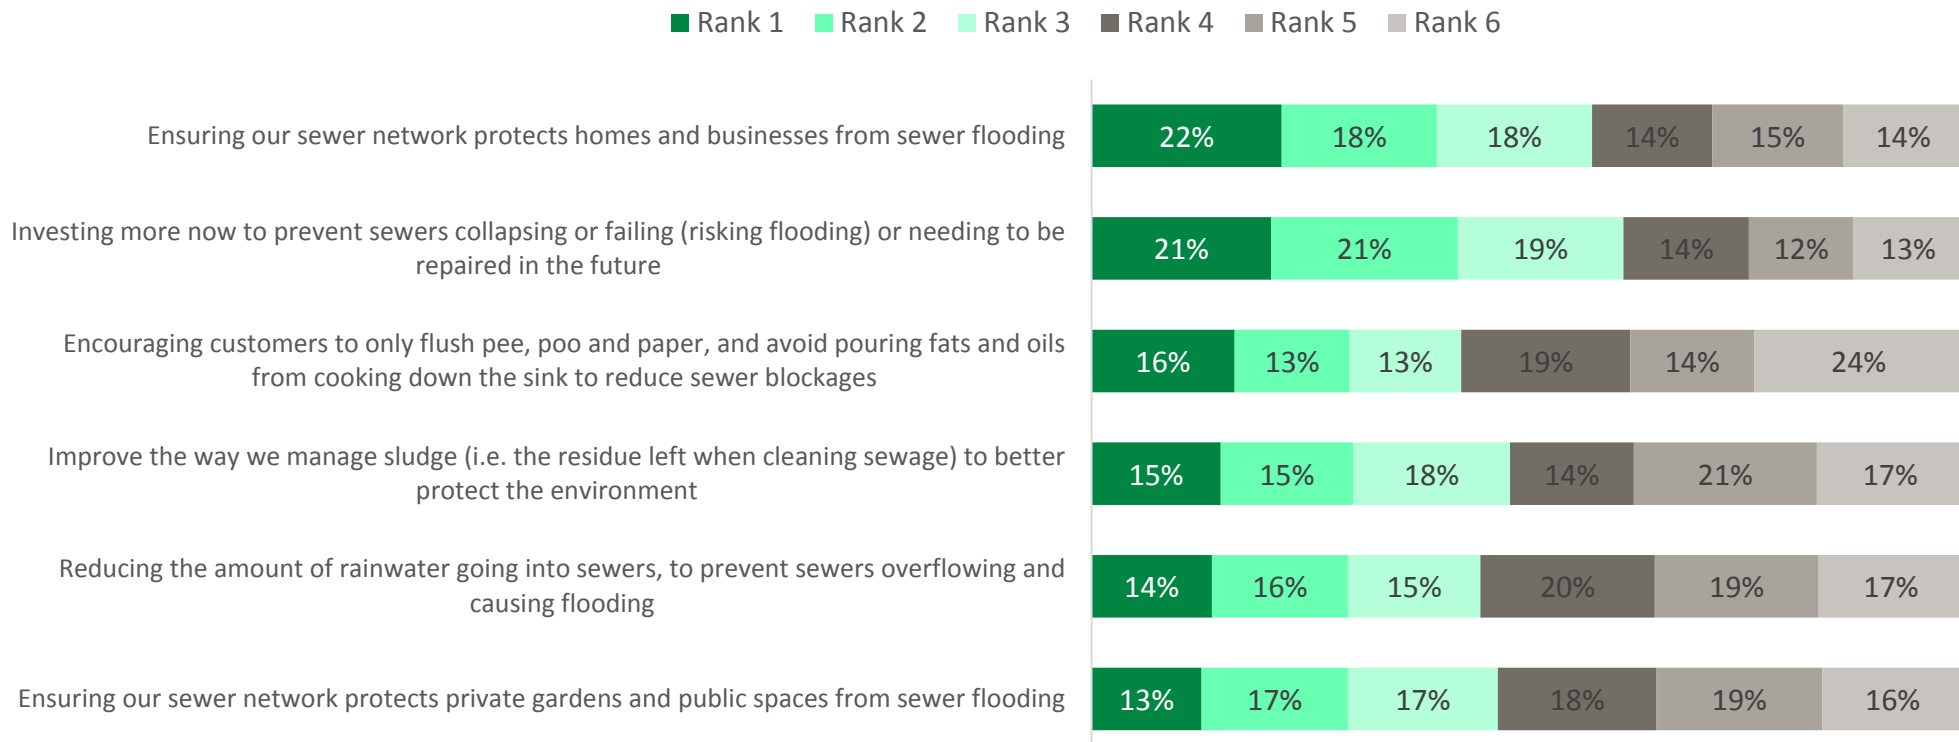 Rank 1 Rank 2 Rank 3 Rank 4 Rank 5 Rank 6
Ensuring our sewer network protects homes and businesses from sewer flooding
22% 18% 18% 14% 15% 14%
Investing more now to prevent sewers collapsing or failing (risking flooding) or needing to be
repaired in the future
21% 21% 19% 14% 12% 13%
Encouraging customers to only flush pee, poo and paper, and avoid pouring fats and oils
from cooking down the sink to reduce sewer blockages
16% 13% 13% 19% 14% 24%
Improve the way we manage sludge (i.e. the residue left when cleaning sewage) to better
protect the environment
15% 15% 18% 14% 21% 17%
Reducing the amount of rainwater going into sewers, to prevent sewers overflowing and
causing flooding
14% 16% 15% 20% 19% 17%
Ensuring our sewer network protects private gardens and public spaces from sewer flooding
13% 17% 17% 18% 19% 16%